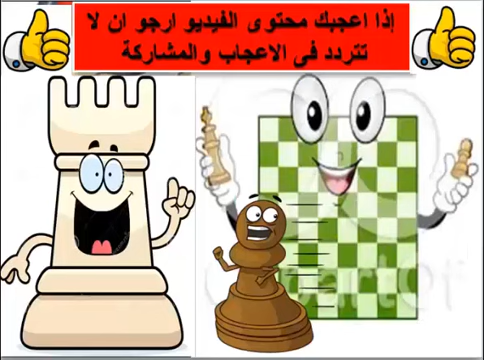 إذا اعجبك محتوى الفيديو ارجو ان لا
تتردد فى الاعجاب والمشاركة